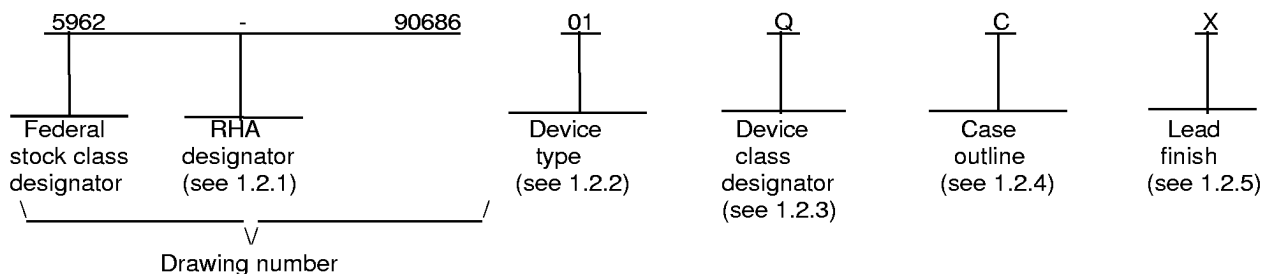 5962 - 90686 01 Q C X
Federal stock class designator
RHA designator (see 1.2.1)
Device type (see 1.2.2)
Device class designator (see 1.2.3)
Case outline (see 1.2.4)
Lead finish (see 1.2.5)
Drawing number